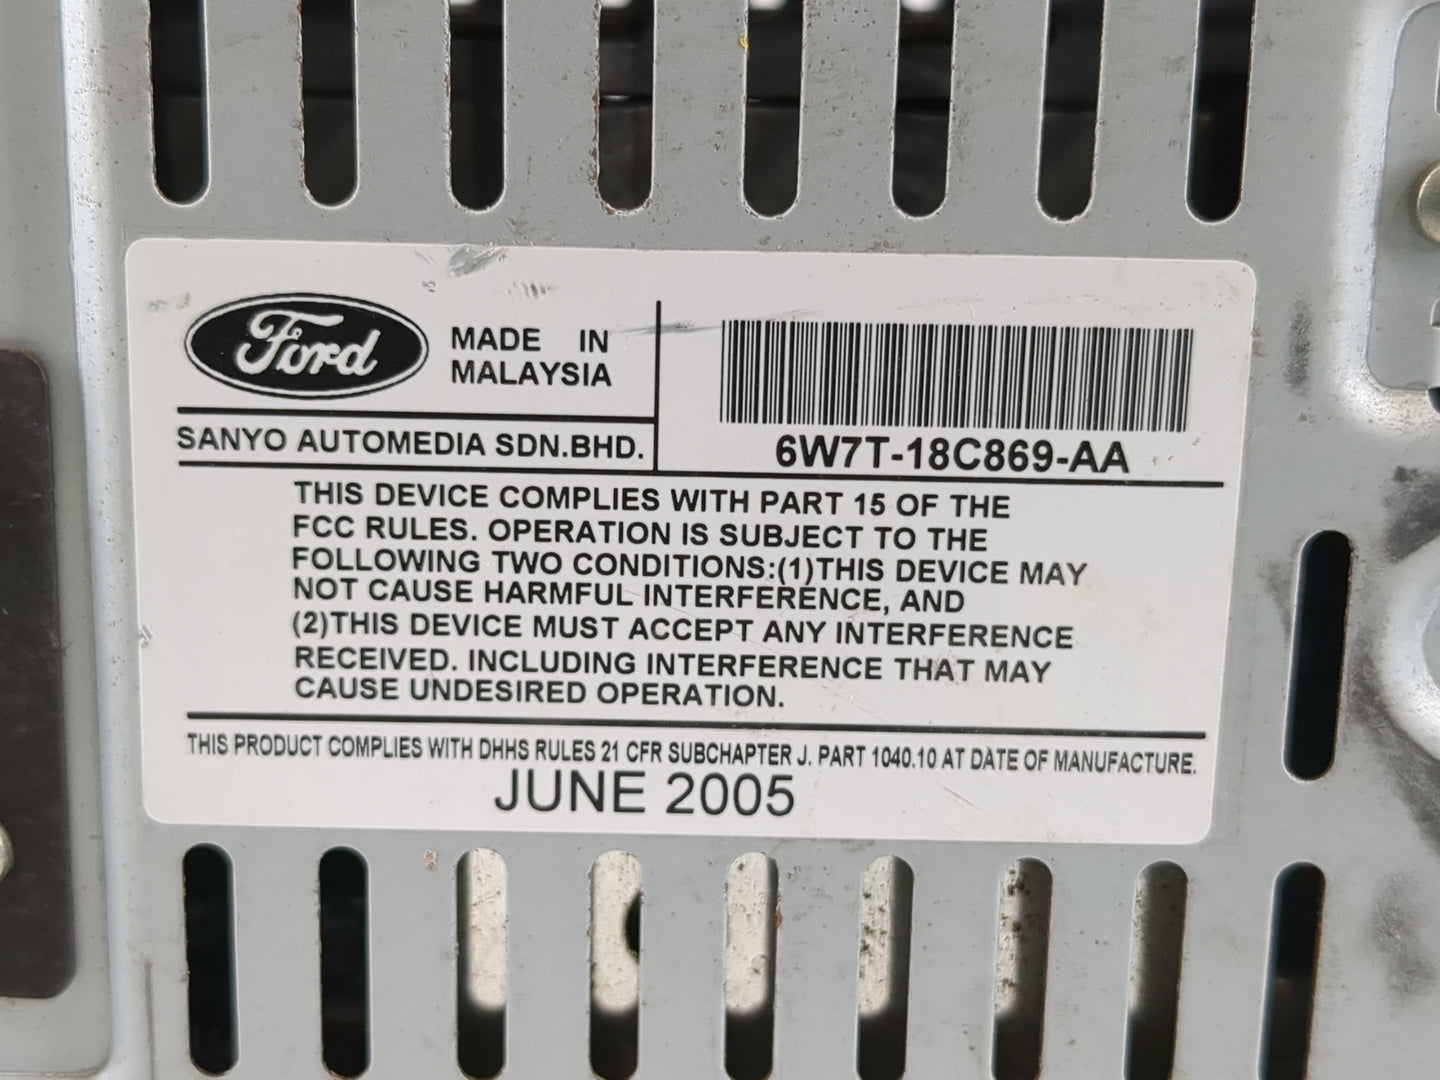 Ford
MADE IN
MALAYSIA
SANYO AUTOMEDIA SDN.BHD.
6W7T-18C869-AA
THIS DEVICE COMPLIES WITH PART 15 OF THE
FCC RULES. OPERATION IS SUBJECT TO THE
FOLLOWING TWO CONDITIONS:(1)THIS DEVICE MAY
NOT CAUSE HARMFUL INTERFERENCE, AND
(2)THIS DEVICE MUST ACCEPT ANY INTERFERENCE
RECEIVED. INCLUDING INTERFERENCE THAT MAY
CAUSE UNDESIRED OPERATION.
THIS PRODUCT COMPLIES WITH DHHS RULES 21 CFR SUBCHAPTER J. PART 1040.10 AT DATE OF MANUFACTURE.
JUNE 2005